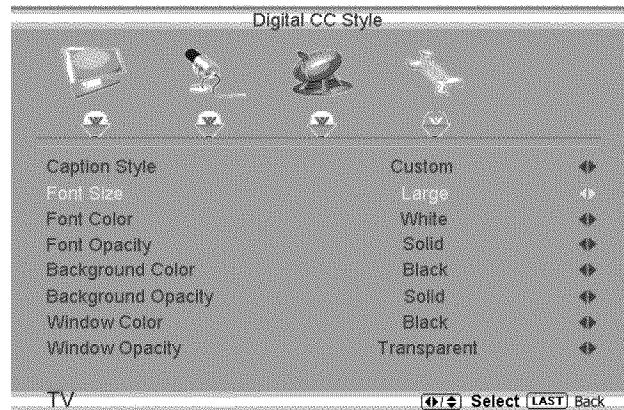 Digital CC Style
Caption Style Custom
Font Size Large
Font Color White
Font Opacity Solid
Background Color Black
Background Opacity Solid
Window Color Black
Window Opacity Transparent
TV Select LAST Back